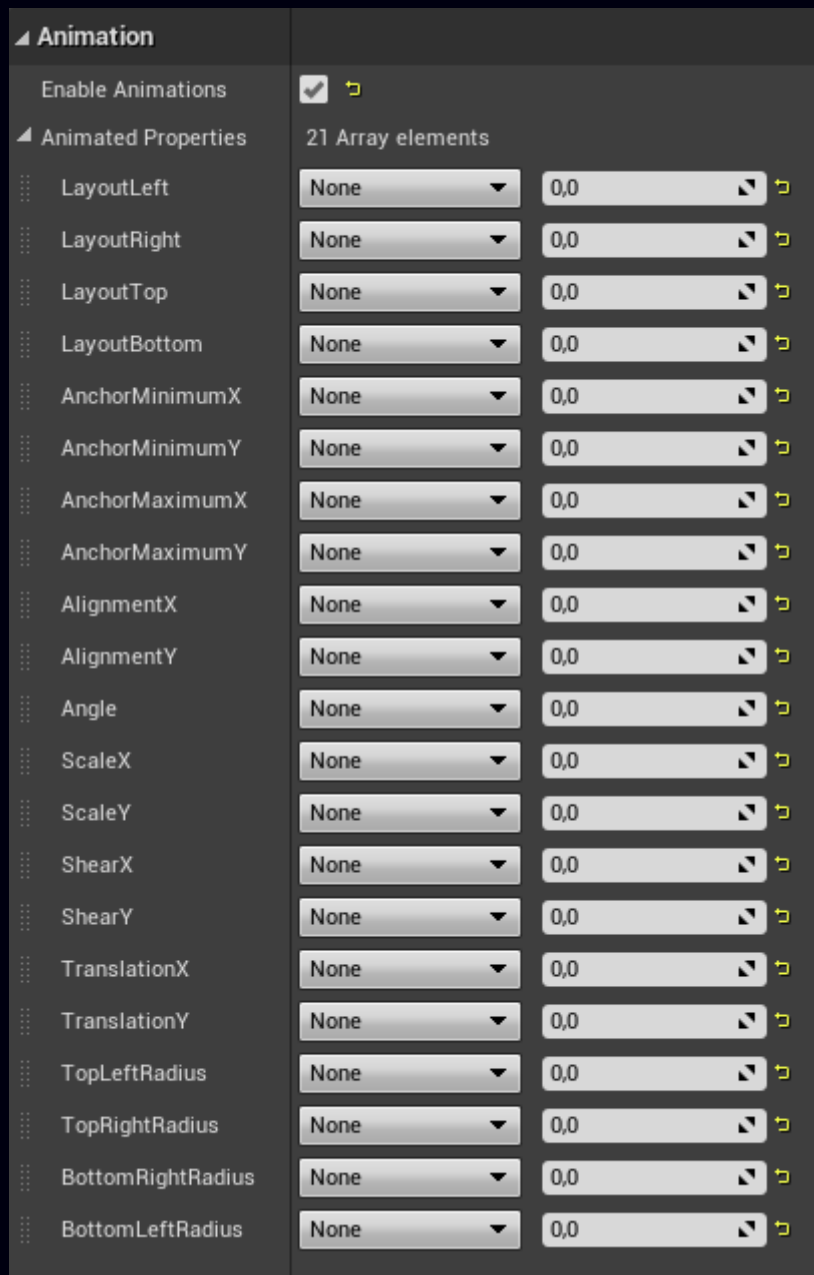 Animation
Enable Animations
Animated Properties 21 Array elements
LayoutLeft None 0,0
LayoutRight None 0,0
LayoutTop None 0,0
LayoutBottom None 0,0
AnchorMinimumX None 0,0
AnchorMinimumY None 0,0
AnchorMaximumX None 0,0
AnchorMaximumY None 0,0
AlignmentX None 0,0
AlignmentY None 0,0
Angle None 0,0
ScaleX None 0,0
ScaleY None 0,0
ShearX None 0,0
ShearY None 0,0
TranslationX None 0,0
TranslationY None 0,0
TopLeftRadius None 0,0
TopRightRadius None 0,0
BottomRightRadius None 0,0
BottomLeftRadius None 0,0